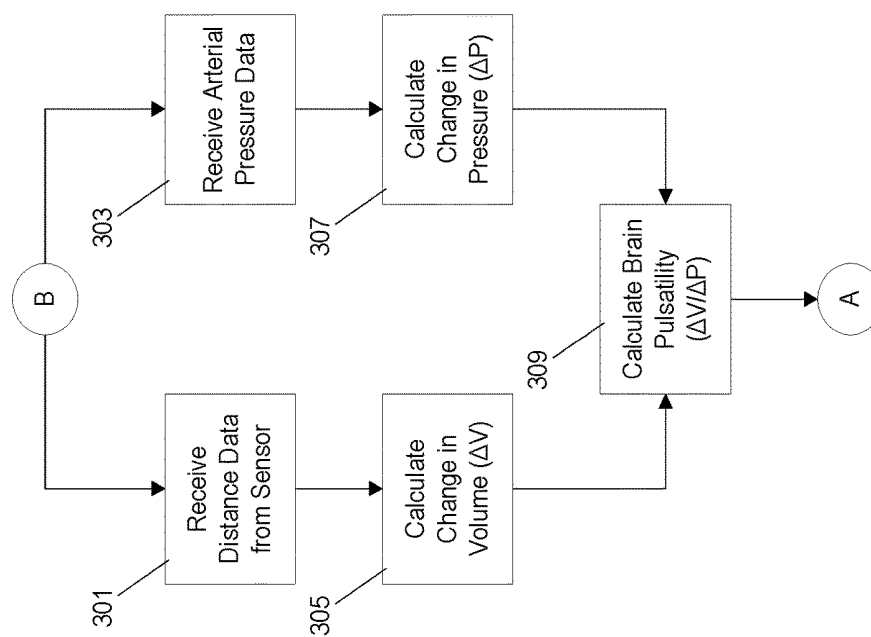 B
301
Receive
Distance Data
from Sensor
303
Receive Arterial
Pressure Data
305
Calculate
Change in
Volume (ΔV)
307
Calculate
Change in
Pressure (ΔP)
309
Calculate Brain
Pulsatility
(ΔV/ΔP)
A